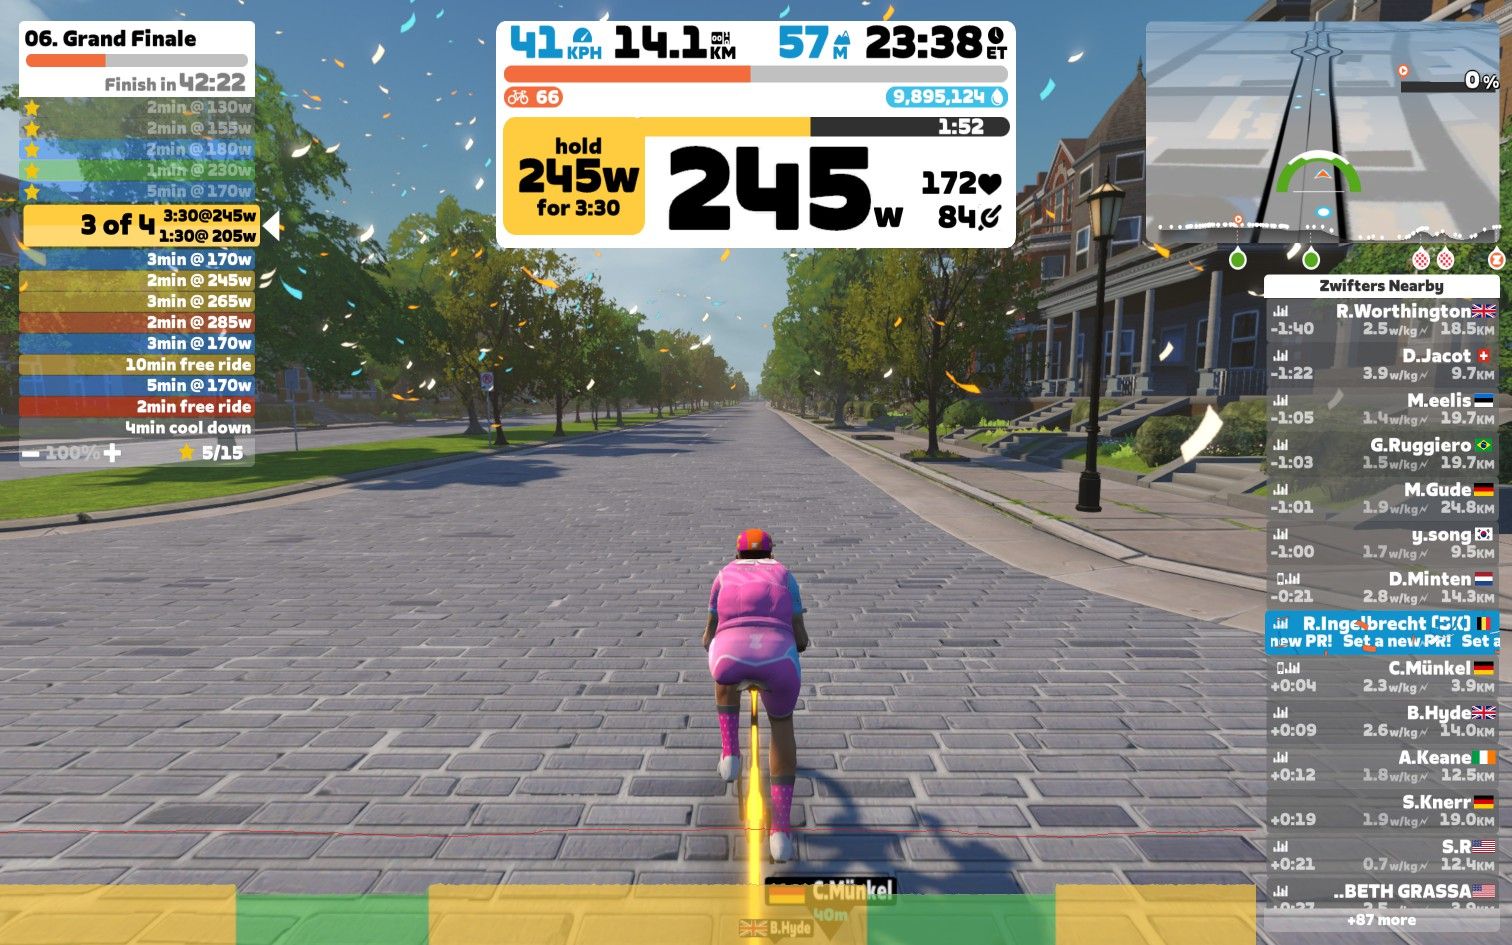 06. Grand Finale
Finish in 42:22
2min @ 130w
2min @ 155w
2min @ 180w
1min @ 230w
5min @ 170w
3 of 4
3:30@245w
1:30@ 205w
3min @ 170w
2min @ 245w
3min @ 265w
2min @ 285w
3min @ 170w
10min free ride
5min @ 170w
2min free ride
4min cool down
100%
5/15
41 KPH 14.1 KM 57 M 23:38 ET
66 9,895,124
1:52
hold
245w
for 3:30
245w
172
84
0%
Zwifters Nearby
R.Worthington
-1:40 2.5w/kg 18.5KM
D.Jacot
-1:22 3.9w/kg 9.7KM
M.eelis
-1:05 1.4w/kg 19.7KM
G.Ruggiero
-1:03 1.5w/kg 19.7KM
M.Gude
-1:01 1.9w/kg 24.8KM
y.song
-1:00 1.7w/kg 9.5KM
D.Minten
-0:21 2.8w/kg 14.3KM
R.Ingelbrecht
new PR! Set a new PR! Set a
C.Münkel
+0:04 2.3w/kg 3.9KM
B.Hyde
+0:09 2.6w/kg 14.0KM
A.Keane
+0:12 1.8w/kg 12.5KM
S.Knerr
+0:19 1.9w/kg 19.0KM
S.R
+0:21 0.7w/kg 12.4KM
..BETH GRASSA
+87 more
C.Münkel
40m
B.Hyde